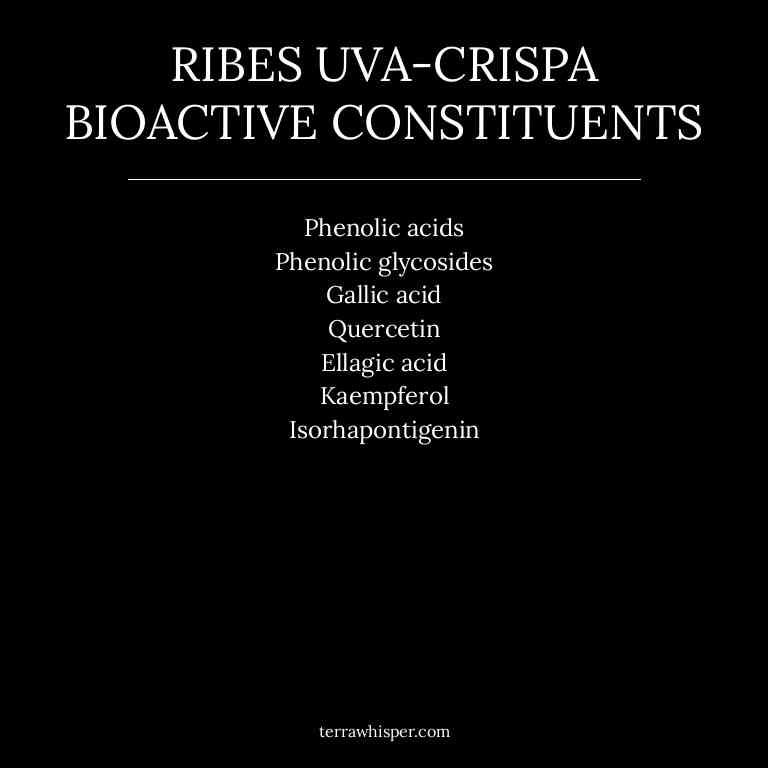 RIBES UVA-CRISPA
BIOACTIVE CONSTITUENTS
Phenolic acids
Phenolic glycosides
Gallic acid
Quercetin
Ellagic acid
Kaempferol
Isorhapontigenin
terrawhisper.com